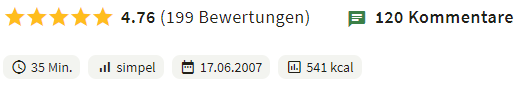 4.76 (199 Bewertungen) 120 Kommentare
35 Min. simpel 17.06.2007 541 kcal